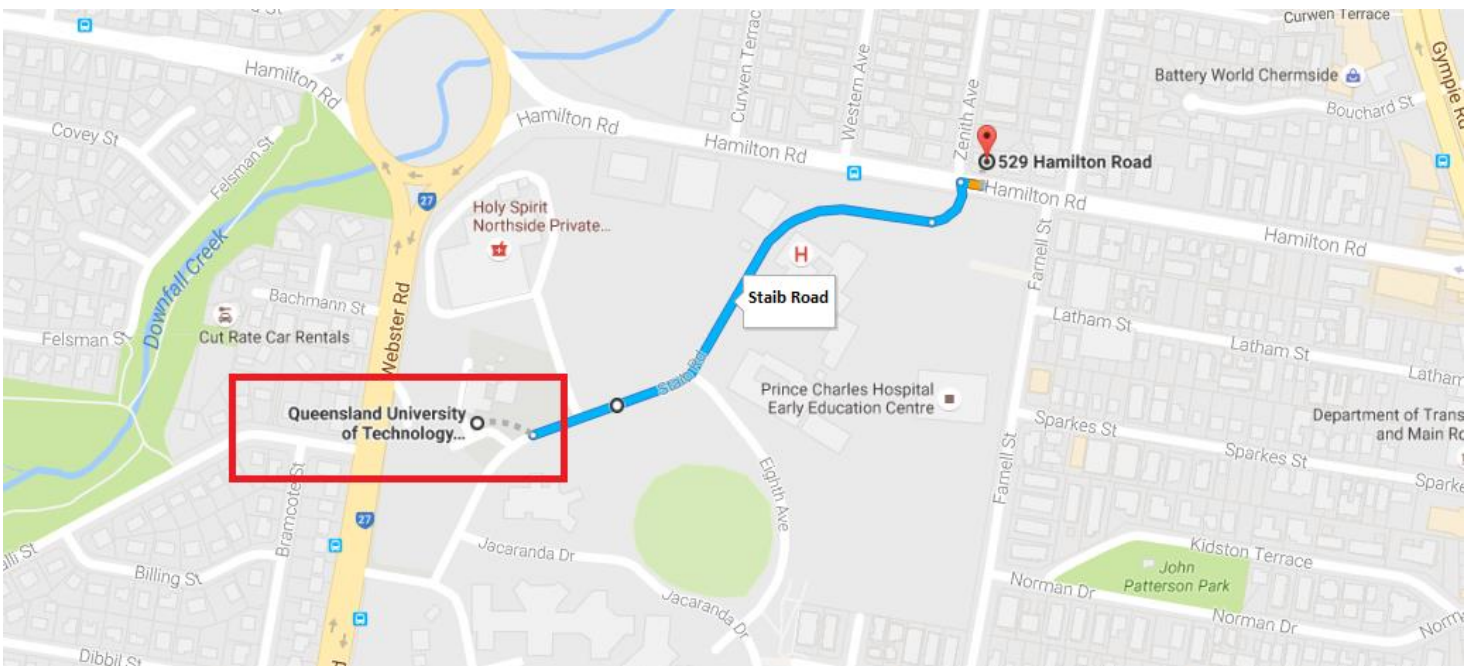 Curwen Terrace
Hamilton Rd
Covey St
Felsman St
Downfall Creek
Hamilton Rd
Curwen Terrac
Western Ave
Zenith Ave
Battery World Chermside
Bouchard St
Gympie Rd
Hamilton Rd
529 Hamilton Road
Hamilton Rd
Hamilton Rd
27
Holy Spirit
Northside Private...
H
Farnell St
Staib Road
Bachmann St
Felsman St
Cut Rate Car Rentals
Webster Rd
Latham St
Latham St
Latham
Staib Rd
Prince Charles Hospital
Early Education Centre
Queensland University
of Technology...
Department of Trans
and Main Ro
Sparkes St
Sparkes St
Sparke
Farnell St
Eighth Ave
Bramcote St
27
Jacaranda Dr
Jacaranda Dr
Billing St
Kidston Terrace
John
Patterson Park
Norman Dr
Norman Dr
Norm
Dibbil St